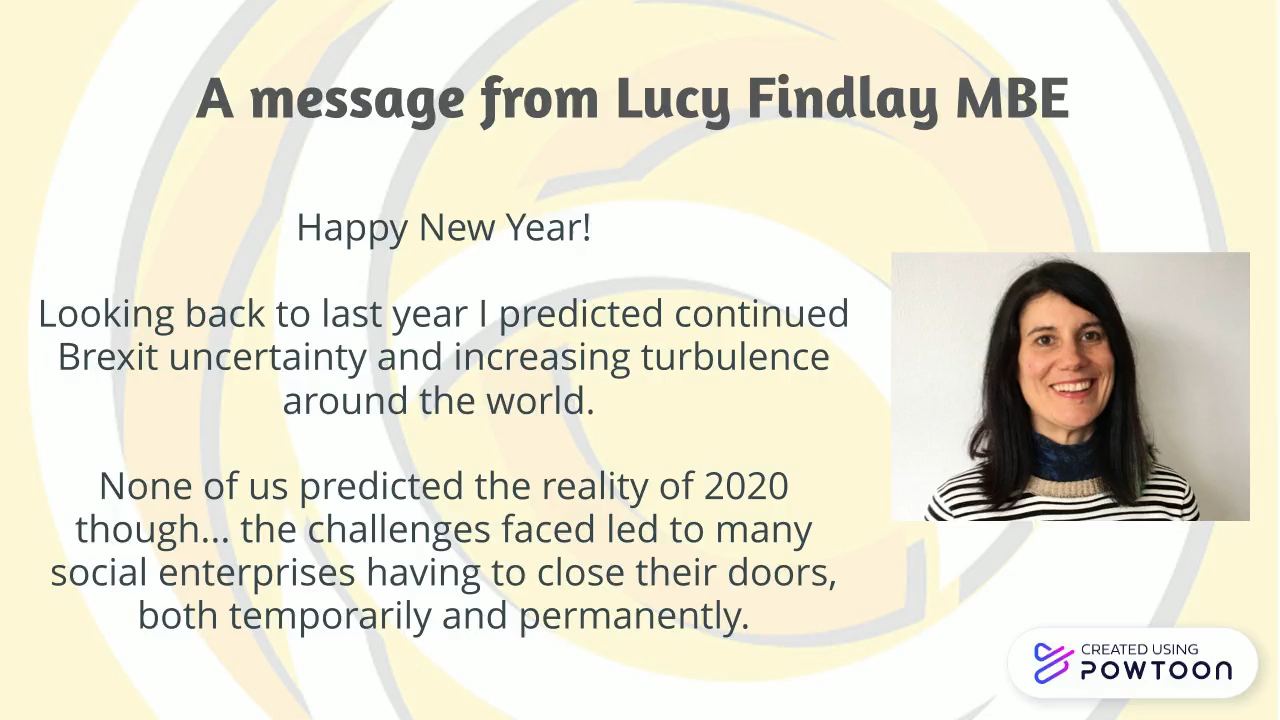 A message from Lucy Findlay MBE
Happy New Year!
Looking back to last year I predicted continued
Brexit uncertainty and increasing turbulence
around the world.
None of us predicted the reality of 2020
though... the challenges faced led to many
social enterprises having to close their doors,
both temporarily and permanently.
CREATED USING
POWTOON